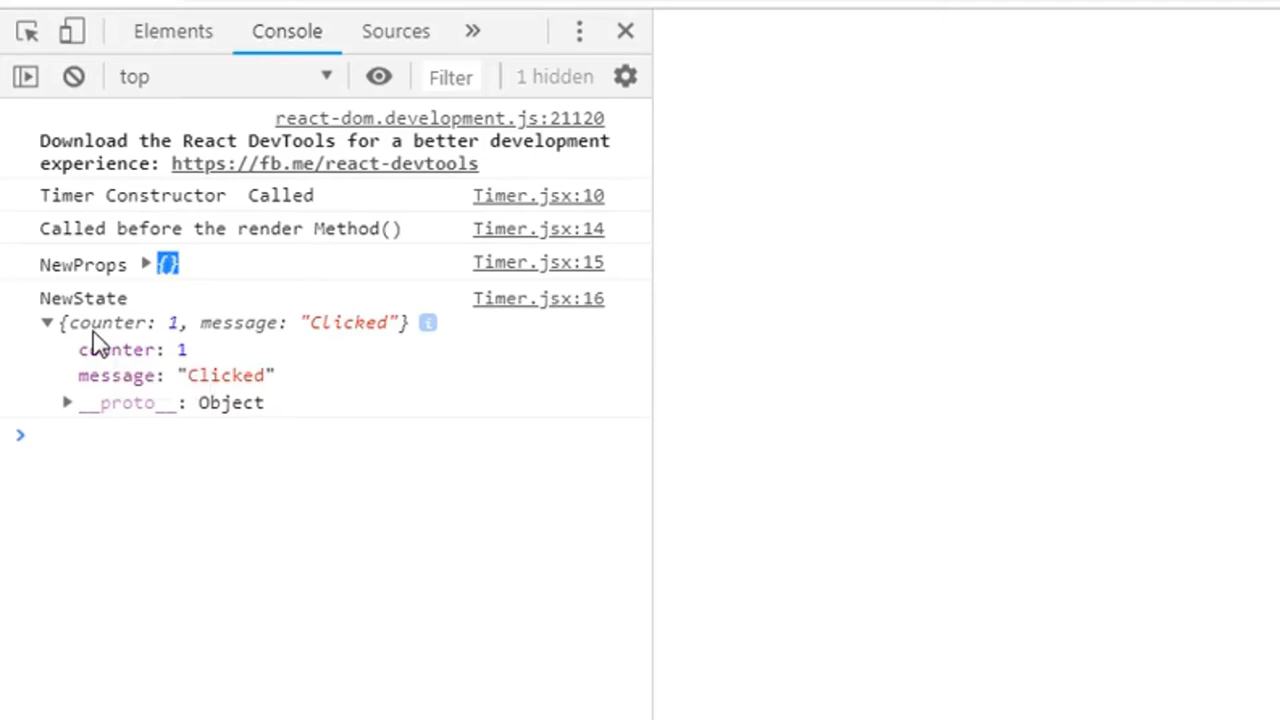 Elements Console Sources »
top Filter 1 hidden
react-dom.development.js:21120
Download the React DevTools for a better development
experience: https://fb.me/react-devtools
Timer Constructor  Called Timer.jsx:10
Called before the render Method() Timer.jsx:14
NewProps {} Timer.jsx:15
NewState Timer.jsx:16
{counter: 1, message: "Clicked"} i
counter: 1
message: "Clicked"
__proto__: Object